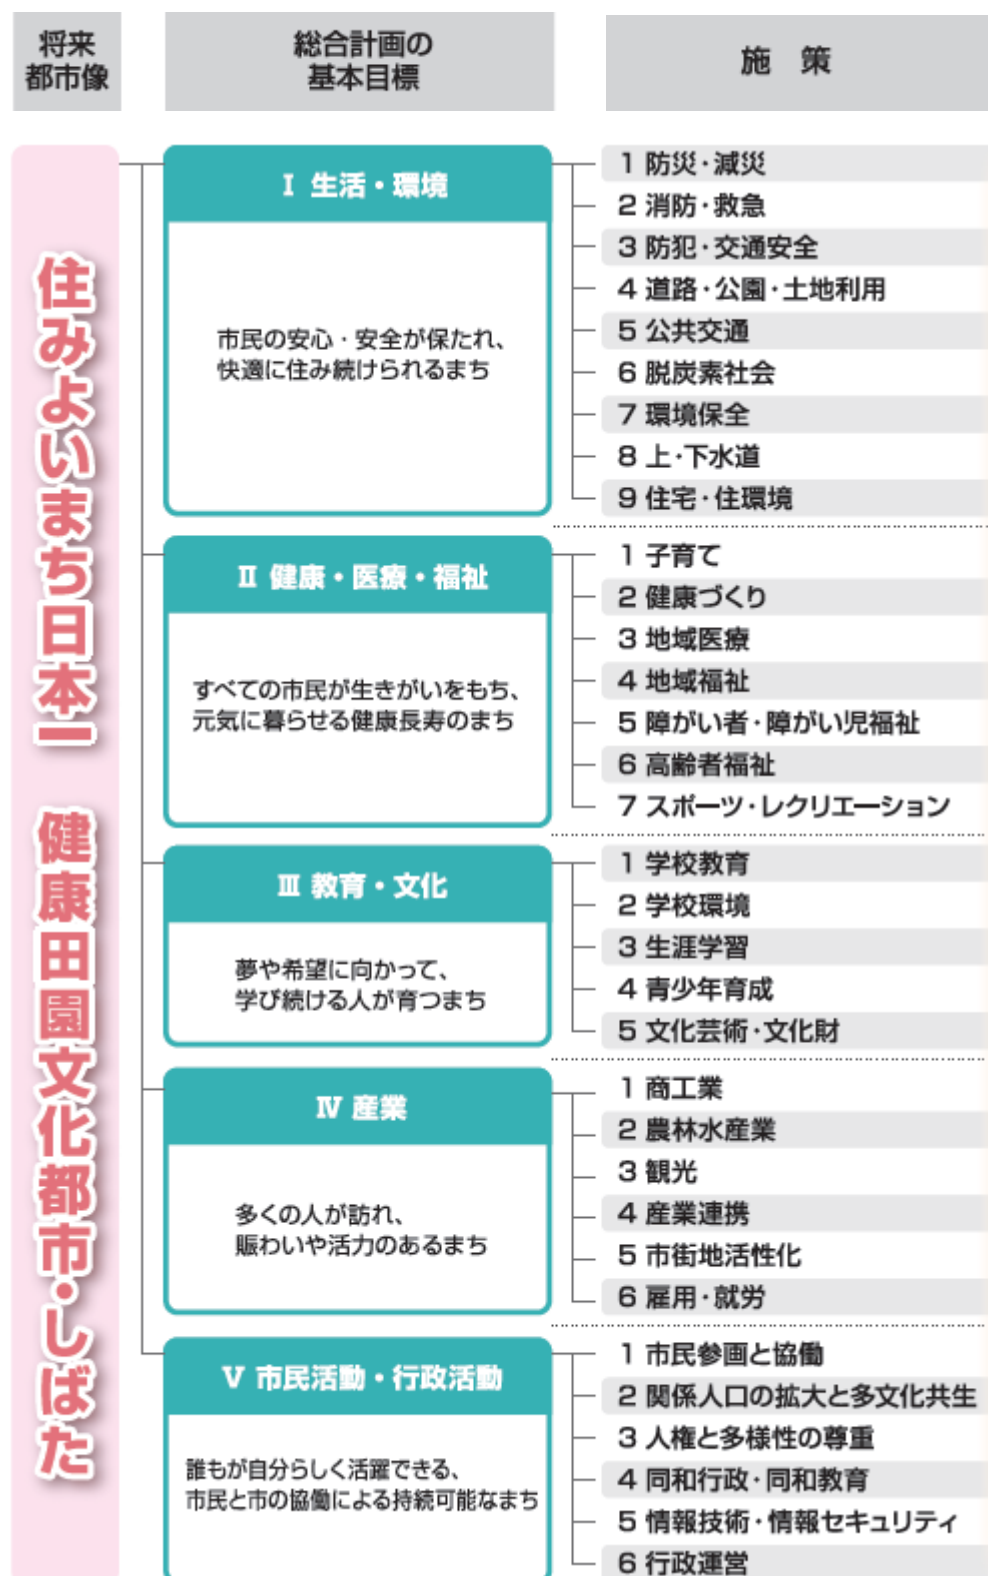 将来
都市像
総合計画の
基本目標
施 策
住みよいまち日本一 健康田園文化都市・しばた
Ⅰ 生活・環境
市民の安心・安全が保たれ、
快適に住み続けられるまち
1 防災・減災
2 消防・救急
3 防犯・交通安全
4 道路・公園・土地利用
5 公共交通
6 脱炭素社会
7 環境保全
8 上・下水道
9 住宅・住環境
Ⅱ 健康・医療・福祉
すべての市民が生きがいをもち、
元気に暮らせる健康長寿のまち
1 子育て
2 健康づくり
3 地域医療
4 地域福祉
5 障がい者・障がい児福祉
6 高齢者福祉
7 スポーツ・レクリエーション
Ⅲ 教育・文化
夢や希望に向かって、
学び続ける人が育つまち
1 学校教育
2 学校環境
3 生涯学習
4 青少年育成
5 文化芸術・文化財
Ⅳ 産業
多くの人が訪れ、
賑わいや活力のあるまち
1 商工業
2 農林水産業
3 観光
4 産業連携
5 市街地活性化
6 雇用・就労
Ⅴ 市民活動・行政活動
誰もが自分らしく活躍できる、
市民と市の協働による持続可能なまち
1 市民参画と協働
2 関係人口の拡大と多文化共生
3 人権と多様性の尊重
4 同和行政・同和教育
5 情報技術・情報セキュリティ
6 行政運営